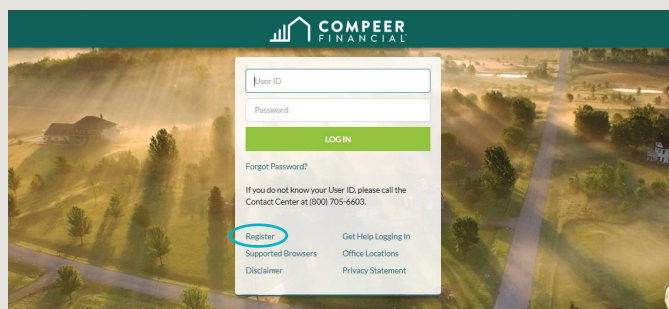 COMPEER
FINANCIAL
User ID
Password
LOG IN
Forgot Password?
If you do not know your User ID, please call the
Contact Center at (800) 705-6603.
Register Get Help Logging In
Supported Browsers Office Locations
Disclaimer Privacy Statement